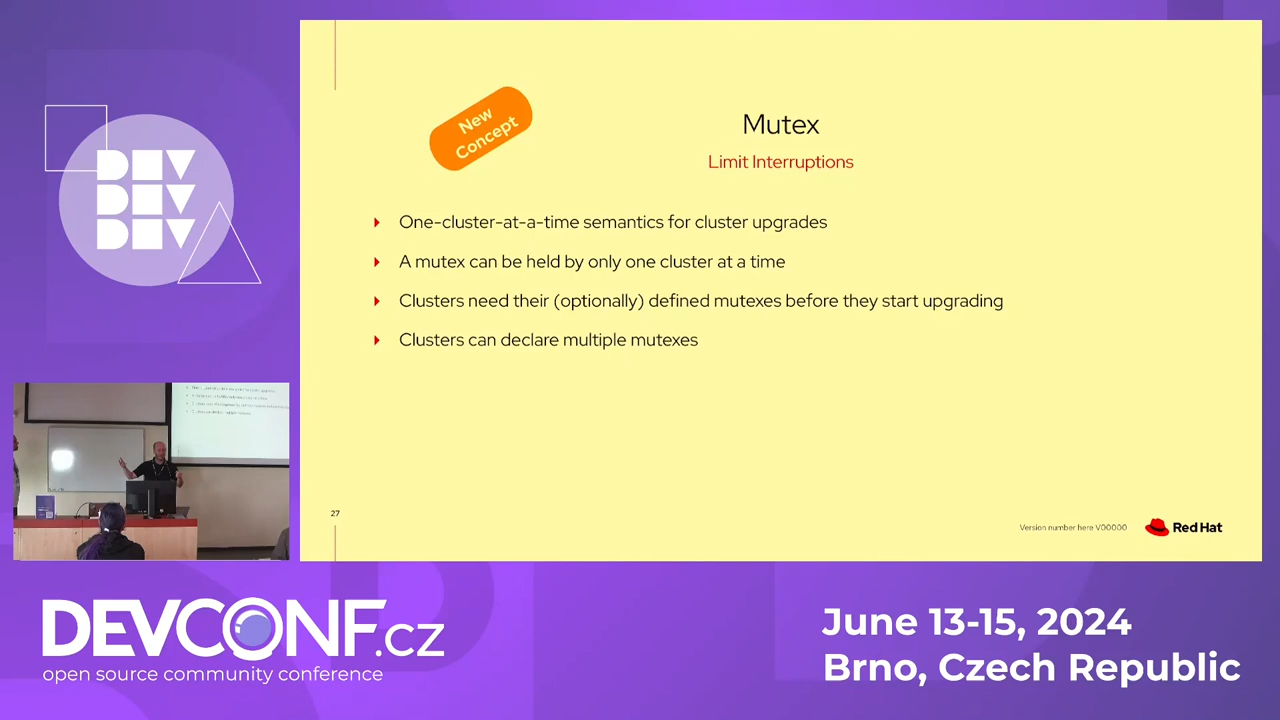 DEV
DEV
DEV
New
Concept
Mutex
Limit Interruptions
One-cluster-at-a-time semantics for cluster upgrades
A mutex can be held by only one cluster at a time
Clusters need their (optionally) defined mutexes before they start upgrading
Clusters can declare multiple mutexes
27
Version number here V00000
Red Hat
DEVCONF.cz
open source community conference
June 13-15, 2024
Brno, Czech Republic